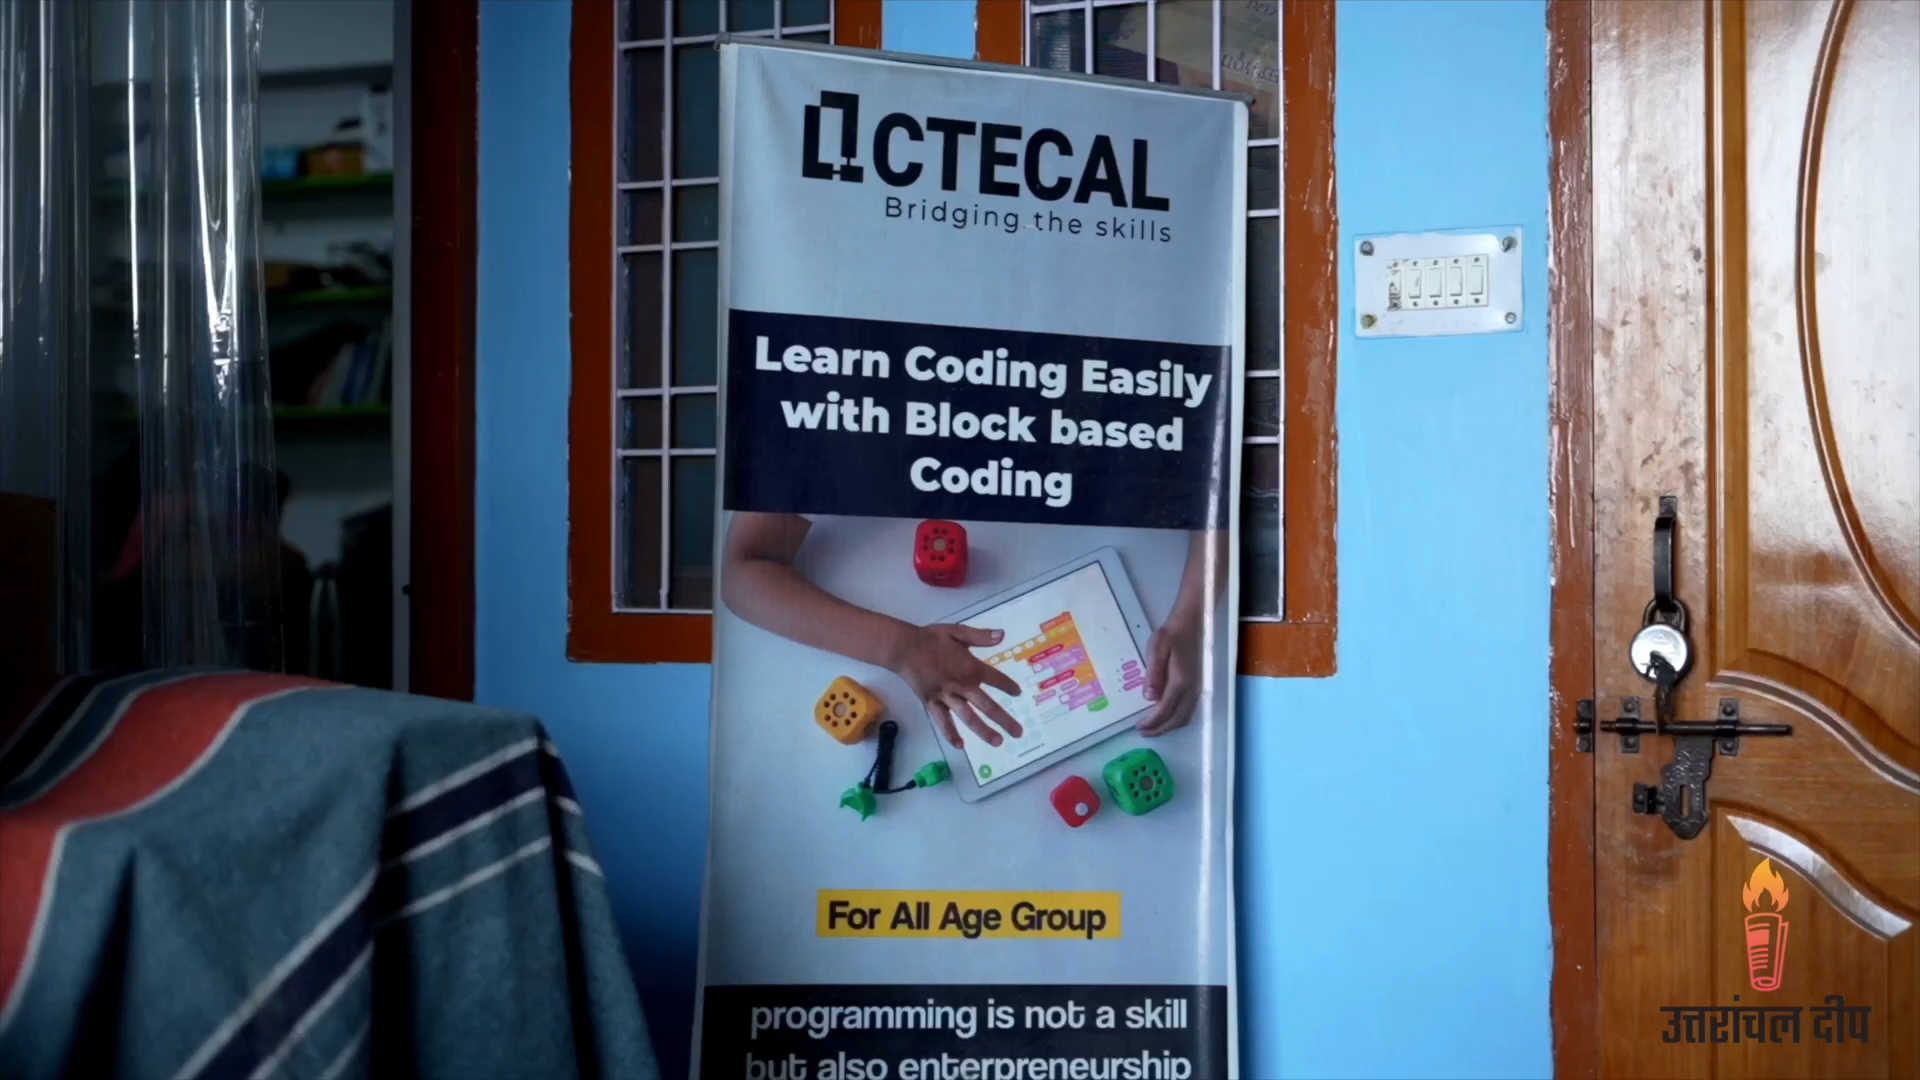 OCTECAL
Bridging the skills
Learn Coding Easily
with Block based
Coding
For All Age Group
programming is not a skill
but also enterpreneurship
उत्तरांचल दीप